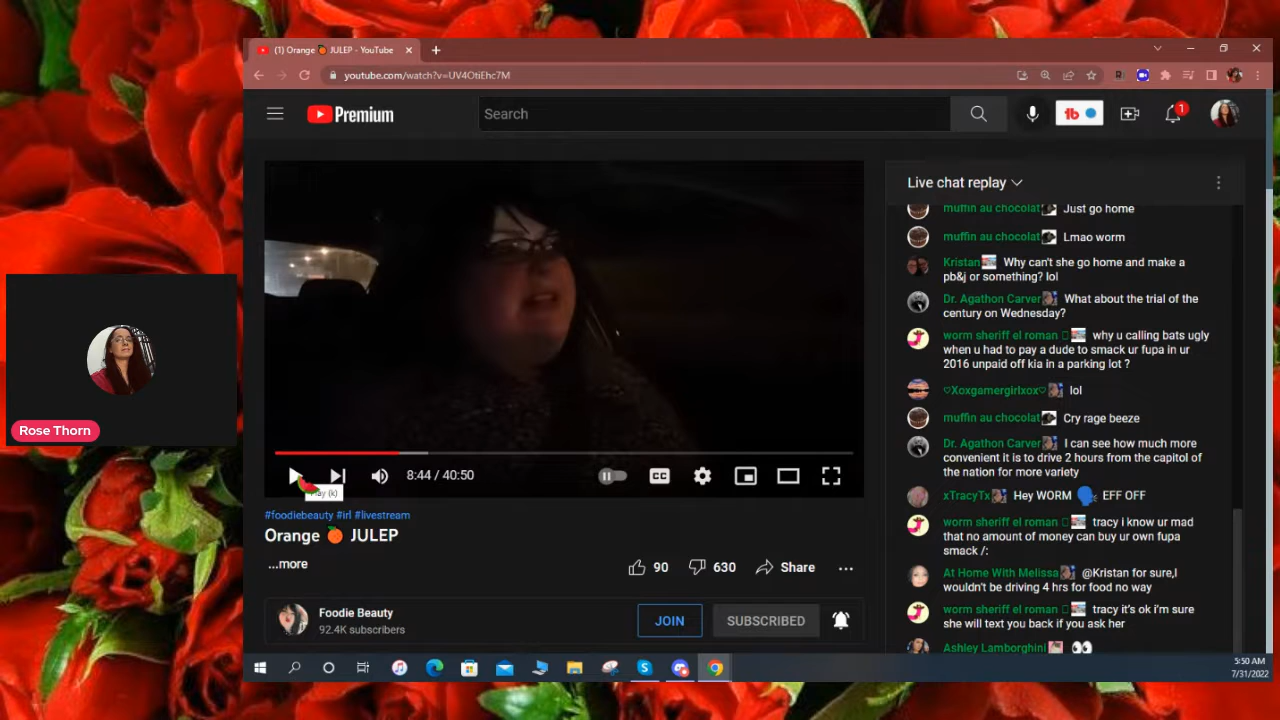 (1) Orange 🍊 JULEP - YouTube
youtube.com/watch?v=UV4OtiEhc7M
Premium
Search
1
Live chat replay
muffin au chocolat Just go home
muffin au chocolat Lmao worm
Kristan Why can't she go home and make a
pb&j or something? lol
Dr. Agathon Carver What about the trial of the
century on Wednesday?
worm sheriff el roman why u calling bats ugly
when u had to pay a dude to smack ur fupa in ur
2016 unpaid off kia in a parking lot ?
♡Xoxgamergirlxox♡ lol
muffin au chocolat Cry rage beeze
Dr. Agathon Carver I can see how much more
convenient it is to drive 2 hours from the capitol of
the nation for more variety
xTracyTx Hey WORM 🗣 EFF OFF
worm sheriff el roman tracy i know ur mad
that no amount of money can buy ur own fupa
smack /:
At Home With Melissa @Kristan for sure,I
wouldn't be driving 4 hrs for food no way
worm sheriff el roman tracy it's ok i'm sure
she will text you back if you ask her
Ashley Lamborghini 👀
Rose Thorn
8:44 / 40:50
CC
Play (k)
#foodiebeauty #irl #livestream
Orange 🍊 JULEP
...more
90
630
Share
Foodie Beauty
92.4K subscribers
JOIN
SUBSCRIBED
5:50 AM
7/31/2022